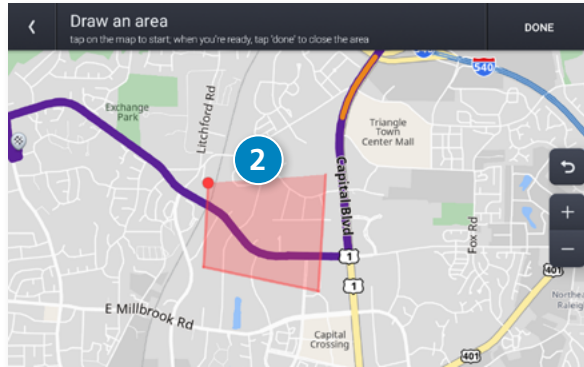 Draw an area
tap on the map to start; when you're ready, tap 'done' to close the area
DONE
540
Exchange
Park
Litchford Rd
Triangle
Town
Center Mall
2
Capital Blvd
Fox Rd
+
−
1
1
401
E Millbrook Rd
Northea
Raleig
Capital
Crossing
401